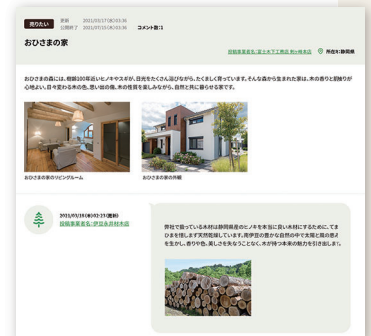 売りたい
更新 2021/03/17(水)03:36
公開終了 2021/07/15(木)03:36
コメント数:1
おひさまの家
投稿事業者名:富士木下工務店 熱ヶ峰本店 所在地:静岡県
おひさまの森には、樹齢100年近いヒノキやスギが、日光をたくさん浴びながら、たくましく育っています。そんな森から生まれた家は、木の香りと肌触りが
心地よい。日々変わる木の色。思い出の傷。木の性質を楽しみながら、自然と共に暮らせる家です。
おひさまの家のリビングルーム
おひさまの家の外観
2021/03/18(木)02:23(更新)
投稿事業者名:伊豆永井材木店
弊社で扱っている木材は静岡県産のヒノキを本当に良い木材にするために、てま
ひまを惜しまず天然乾燥しています。南伊豆の豊かな自然の中で太陽と風の恵え
を生かし、香りや色、美しさを失なうことなく、木が持つ本来の魅力を引き出します。